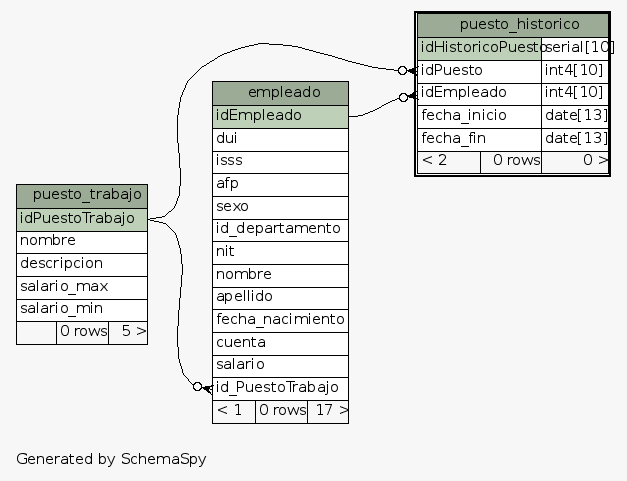 puesto_historico
idHistoricoPuesto serial[10]
idPuesto int4[10]
idEmpleado int4[10]
fecha_inicio date[13]
fecha_fin date[13]
< 2 0 rows 0 >
empleado
idEmpleado
dui
isss
afp
sexo
id_departamento
nit
nombre
apellido
fecha_nacimiento
cuenta
salario
id_PuestoTrabajo
< 1 0 rows 17 >
puesto_trabajo
idPuestoTrabajo
nombre
descripcion
salario_max
salario_min
0 rows 5 >
Generated by SchemaSpy